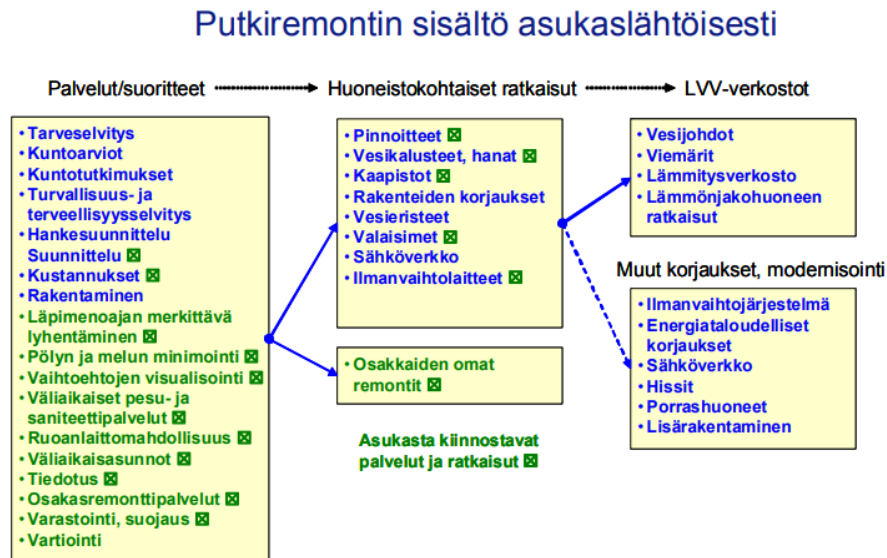 Putkiremontin sisältö asukaslähtöisesti
Palvelut/suoritteet
Huoneistokohtaiset ratkaisut
LVV-verkostot
• Tarveselvitys
• Kuntoarviot
• Kuntotutkimukset
• Turvallisuus- ja
terveellisyysselvitys
• Hankesuunnittelu
Suunnittelu ☒
• Kustannukset ☒
• Rakentaminen
• Läpimenoajan merkittävä
lyhentäminen ☒
• Pölyn ja melun minimointi ☒
• Vaihtoehtojen visualisointi ☒
• Väliaikaiset pesu- ja
saniteettipalvelut ☒
• Ruoanlaittomahdollisuus ☒
• Väliaikaisasunnot ☒
• Tiedotus ☒
• Osakasremonttipalvelut ☒
• Varastointi, suojaus ☒
• Vartiointi
• Pinnoitteet ☒
• Vesikalusteet, hanat ☒
• Kaapistot ☒
• Rakenteiden korjaukset
• Vesieristeet
• Valaisimet ☒
• Sähköverkko
• Ilmanvaihtolaitteet ☒
• Osakkaiden omat
remontit ☒
Asukasta kiinnostavat
palvelut ja ratkaisut ☒
• Vesijohdot
• Viemärit
• Lämmitysverkosto
• Lämmönjakohuoneen
ratkaisut
Muut korjaukset, modernisointi
• Ilmanvaihtojärjestelmä
• Energiataloudelliset
korjaukset
• Sähköverkko
• Hissit
• Porrashuoneet
• Lisärakentaminen